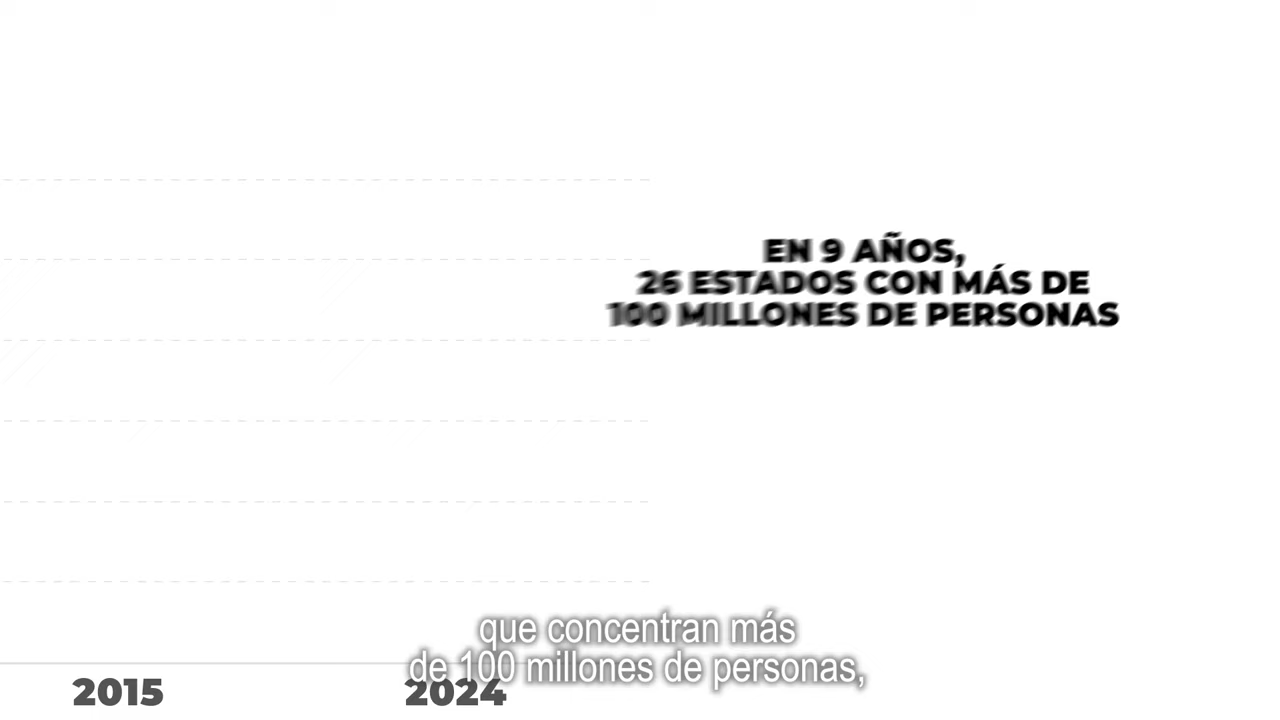 EN 9 AÑOS,
26 ESTADOS CON MÁS DE
100 MILLONES DE PERSONAS
que concentran más
de 100 millones de personas,
2015
2024